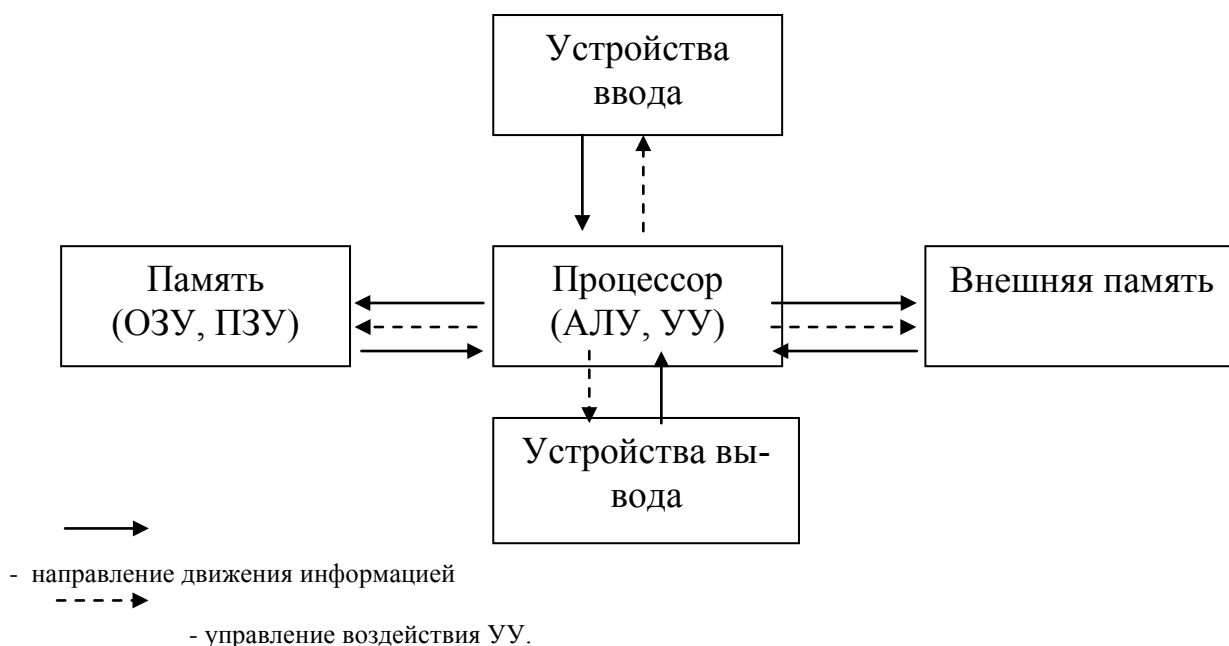 Устройства
ввода
Память
(ОЗУ, ПЗУ)
Процессор
(АЛУ, УУ)
Внешняя память
Устройства вы-
вода
- направление движения информацией
- управление воздействия УУ.